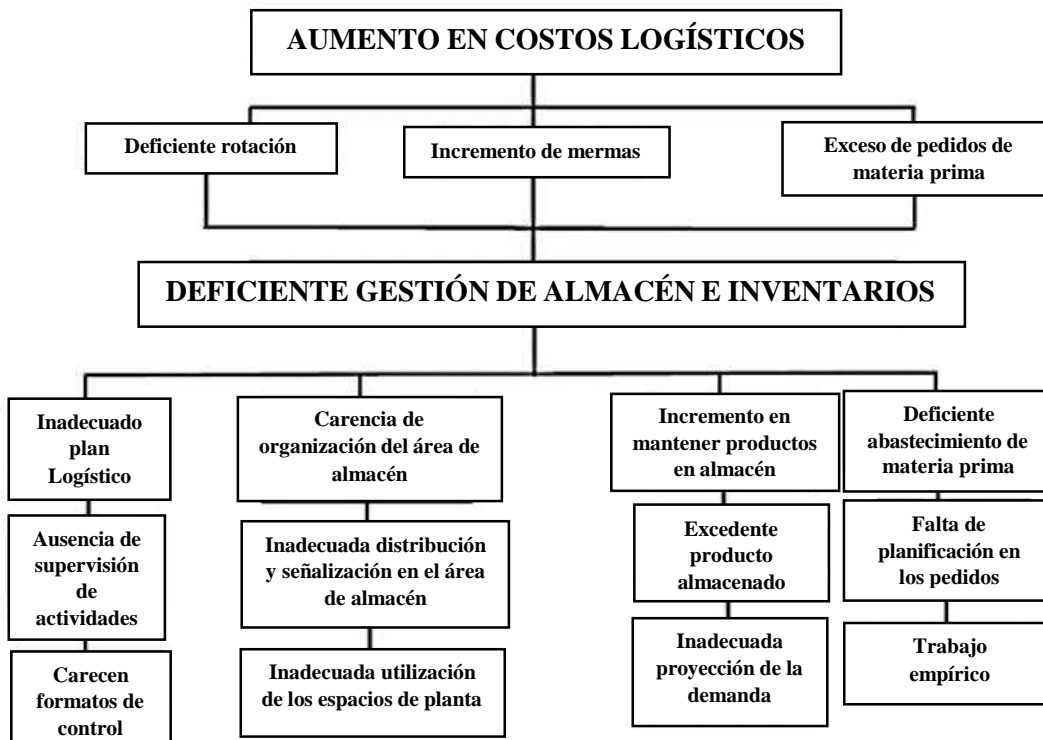 AUMENTO EN COSTOS LOGÍSTICOS
Deficiente rotación
Incremento de mermas
Exceso de pedidos de
materia prima
DEFICIENTE GESTIÓN DE ALMACÉN E INVENTARIOS
Inadecuado
plan
Logístico
Carencia de
organización del área de
almacén
Incremento en
mantener productos
en almacén
Deficiente
abastecimiento de
materia prima
Ausencia de
supervisión
de
actividades
Inadecuada distribución
y señalización en el área
de almacén
Excedente
producto
almacenado
Falta de
planificación en
los pedidos
Carecen
formatos de
control
Inadecuada utilización
de los espacios de planta
Inadecuada
proyección de la
demanda
Trabajo
empírico